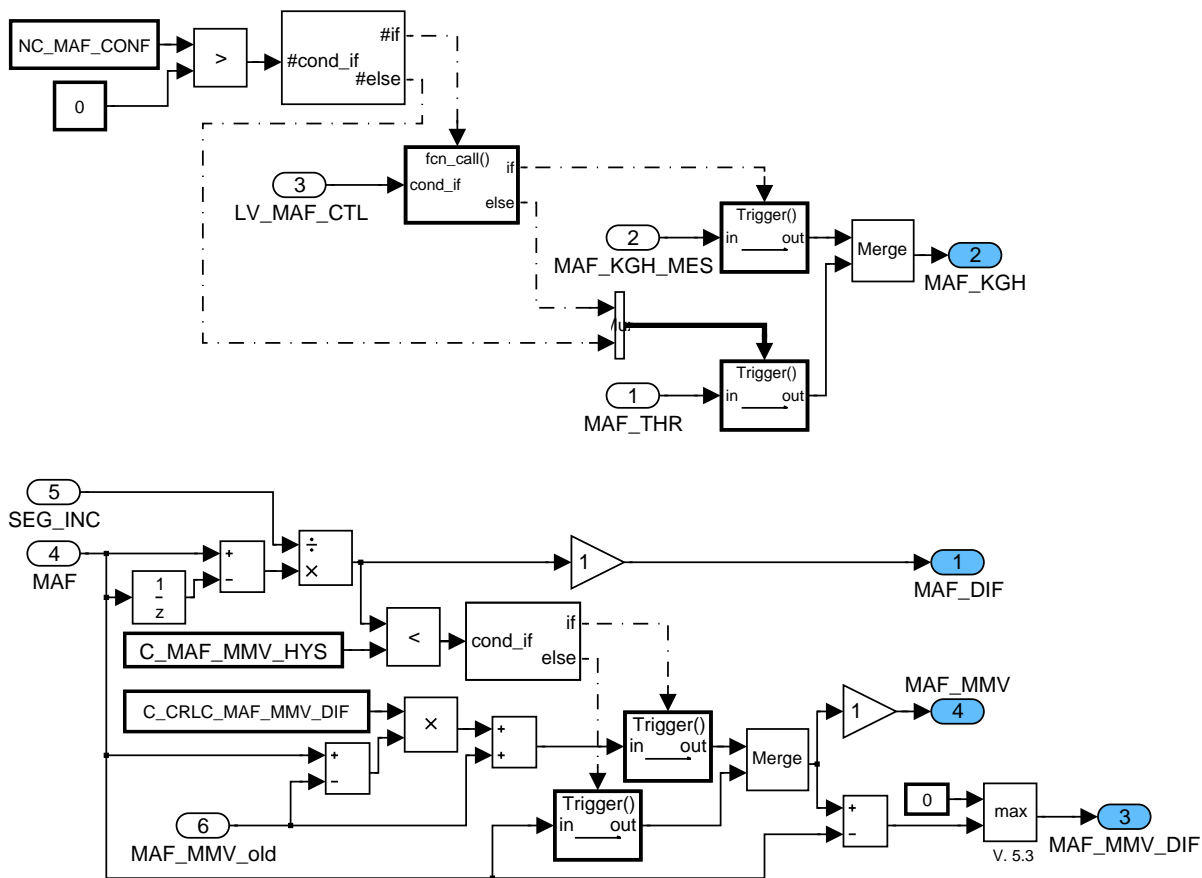 NC_MAF_CONF
>
0
#cond_if
#if
#else
fcn_call()
cond_if
if
else
3
LV_MAF_CTL
2
MAF_KGH_MES
Trigger()
in
out
Merge
2
MAF_KGH
1
MAF_THR
Trigger()
in
out
5
SEG_INC
4
MAF
1
z
+
−
÷
×
1
1
MAF_DIF
C_MAF_MMV_HYS
<
cond_if
if
else
C_CRLC_MAF_MMV_DIF
×
+
−
+
+
6
MAF_MMV_old
Trigger()
in
out
Trigger()
in
out
Merge
1
MAF_MMV
4
+
−
0
max
V. 5.3
3
MAF_MMV_DIF